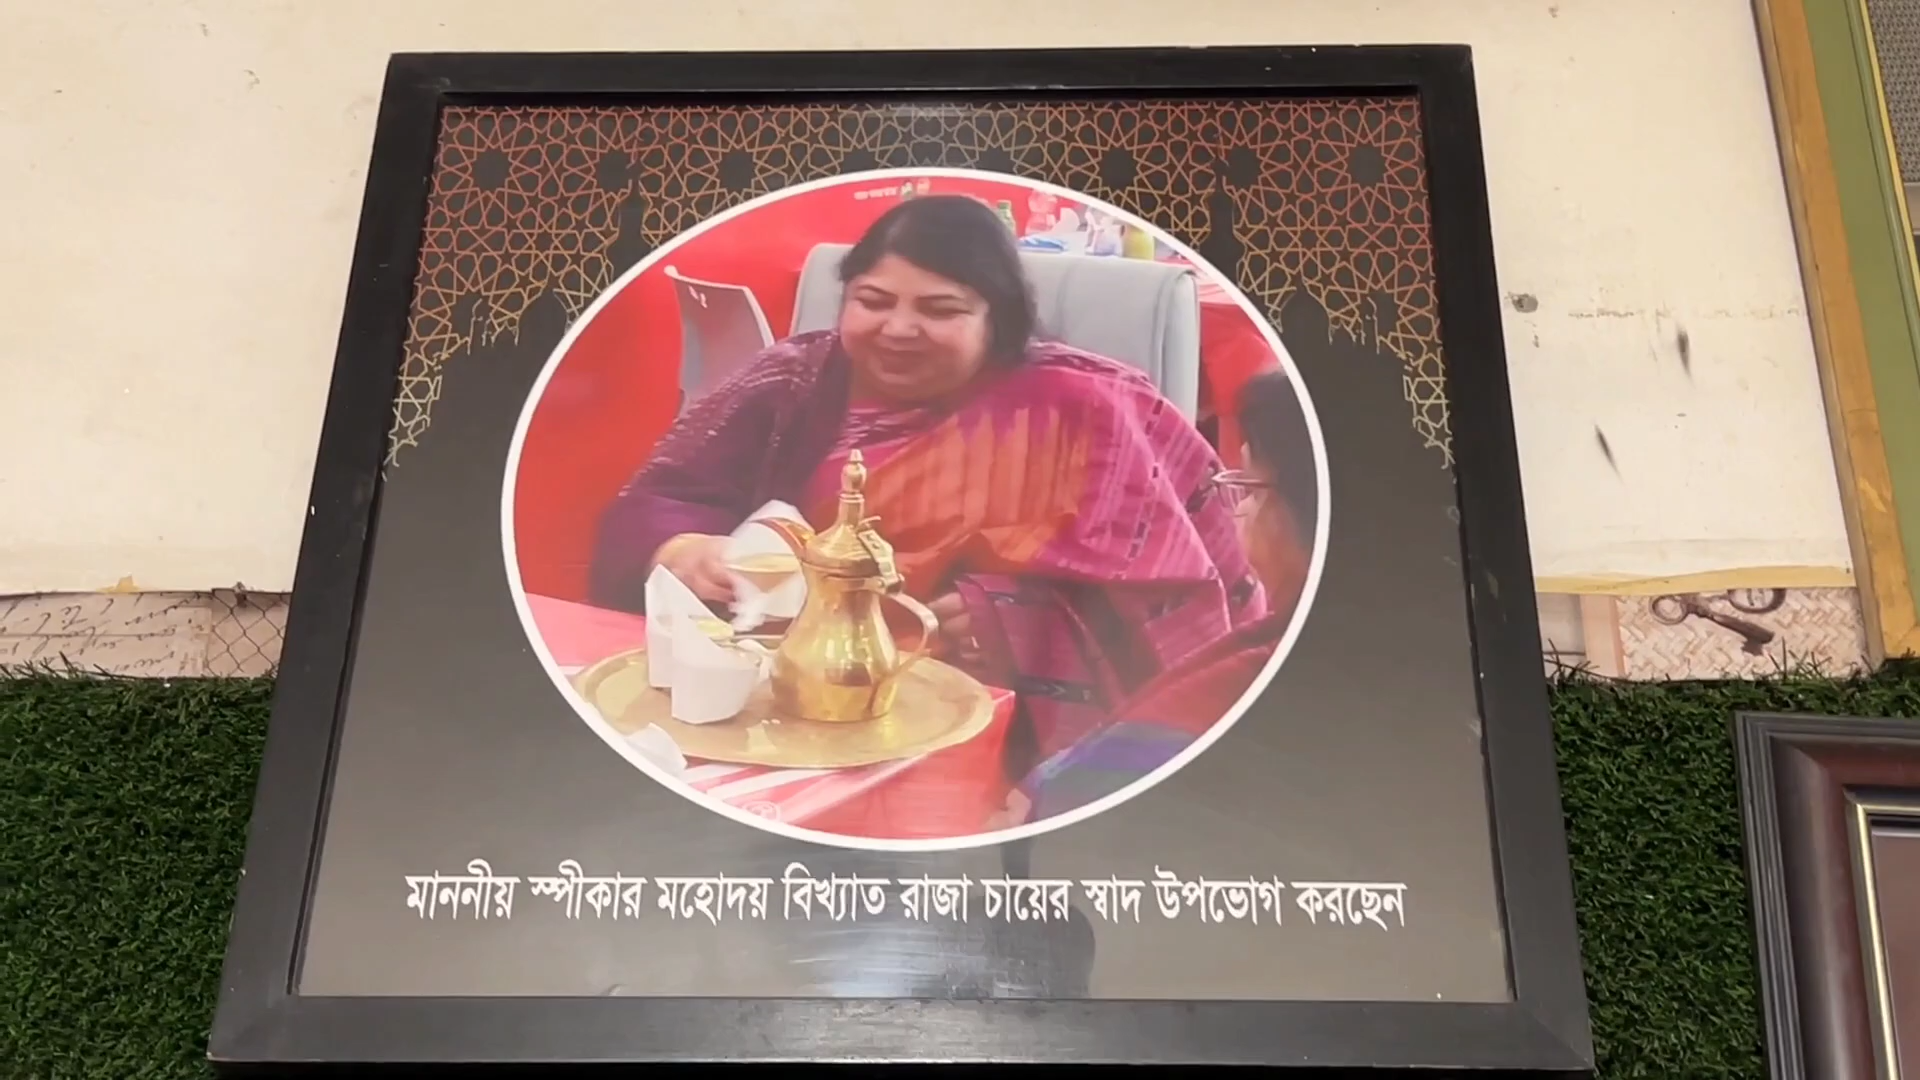 মাননীয় স্পীকার মহোদয় বিখ্যাত রাজা চায়ের স্বাদ উপভোগ করছেন